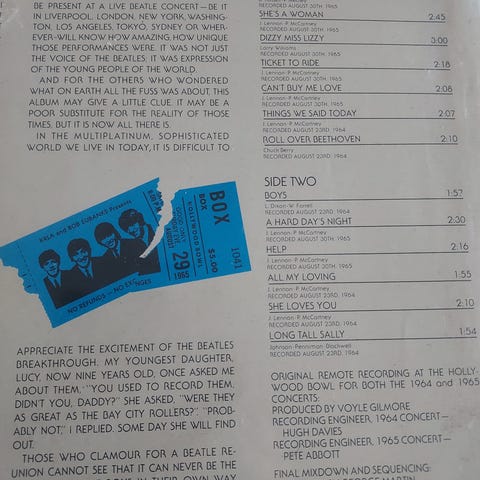 BE PRESENT AT A LIVE BEATLE CONCERT—BE IT
IN LIVERPOOL, LONDON, NEW YORK, WASHING-
TON, LOS ANGELES, TOKYO, SYDNEY OR WHER-
EVER—WILL KNOW HOW AMAZING, HOW UNIQUE
THOSE PERFORMANCES WERE. IT WAS NOT JUST
THE VOICE OF THE BEATLES: IT WAS EXPRESSION
OF THE YOUNG PEOPLE OF THE WORLD.
AND FOR THE OTHERS WHO WONDERED
WHAT ON EARTH ALL THE FUSS WAS ABOUT, THIS
ALBUM MAY GIVE A LITTLE CLUE. IT MAY BE A
POOR SUBSTITUTE FOR THE REALITY OF THOSE
TIMES, BUT IT IS NOW ALL THERE IS.
IN THE MULTIPLATINUM, SOPHISTICATED
WORLD WE LIVE IN TODAY, IT IS DIFFICULT TO
KRLA and BOB EUBANKS Presents
NO REFUNDS — NO EX NGES
BOX
BOX
$5.00
HOLLYWOOD BOWL
AUGUST
29
1965
1041
APPRECIATE THE EXCITEMENT OF THE BEATLES
BREAKTHROUGH. MY YOUNGEST DAUGHTER,
LUCY, NOW NINE YEARS OLD, ONCE ASKED ME
ABOUT THEM. "YOU USED TO RECORD THEM,
DIDN'T YOU, DADDY?" SHE ASKED, "WERE THEY
AS GREAT AS THE BAY CITY ROLLERS?". "PROB-
ABLY NOT," I REPLIED. SOME DAY SHE WILL FIND
OUT.
THOSE WHO CLAMOUR FOR A BEATLE RE-
UNION CANNOT SEE THAT IT CAN NEVER BE THE
IN THEIR OWN WAY
RECORDED AUGUST 30TH, 1965
SHE'S A WOMAN 2:45
J. Lennon-P. McCartney
RECORDED AUGUST 30TH, 1965
DIZZY MISS LIZZY 3:00
Larry Williams
RECORDED AUGUST 30TH, 1965
TICKET TO RIDE 2:18
J. Lennon-P. McCartney
RECORDED AUGUST 30TH, 1965
CAN'T BUY ME LOVE 2:08
J. Lennon-P. McCartney
RECORDED AUGUST 30TH, 1965
THINGS WE SAID TODAY 2:07
J. Lennon-P. McCartney
RECORDED AUGUST 23RD, 1964
ROLL OVER BEETHOVEN 2:10
Chuck Berry
RECORDED AUGUST 23RD, 1964
SIDE TWO
BOYS 1:57
L. Dixon-W. Farrell
RECORDED AUGUST 23RD, 1964
A HARD DAY'S NIGHT 2:30
J. Lennon-P. McCartney
RECORDED AUGUST 30TH, 1965
HELP 2:16
J. Lennon-P. McCartney
RECORDED AUGUST 30TH, 1965
ALL MY LOVING 1:55
J. Lennon-P. McCartney
RECORDED AUGUST 23RD, 1964
SHE LOVES YOU 2:10
J. Lennon-P. McCartney
RECORDED AUGUST 23RD, 1964
LONG TALL SALLY 1:54
Johnson-Penniman-Blackwell
RECORDED AUGUST 23RD, 1964
ORIGINAL REMOTE RECORDING AT THE HOLLY-
WOOD BOWL FOR BOTH THE 1964 and 1965
CONCERTS:
PRODUCED BY VOYLE GILMORE
RECORDING ENGINEER, 1964 CONCERT—
HUGH DAVIES
RECORDING ENGINEER, 1965 CONCERT—
PETE ABBOTT
FINAL MIXDOWN AND SEQUENCING:
GEORGE MARTIN